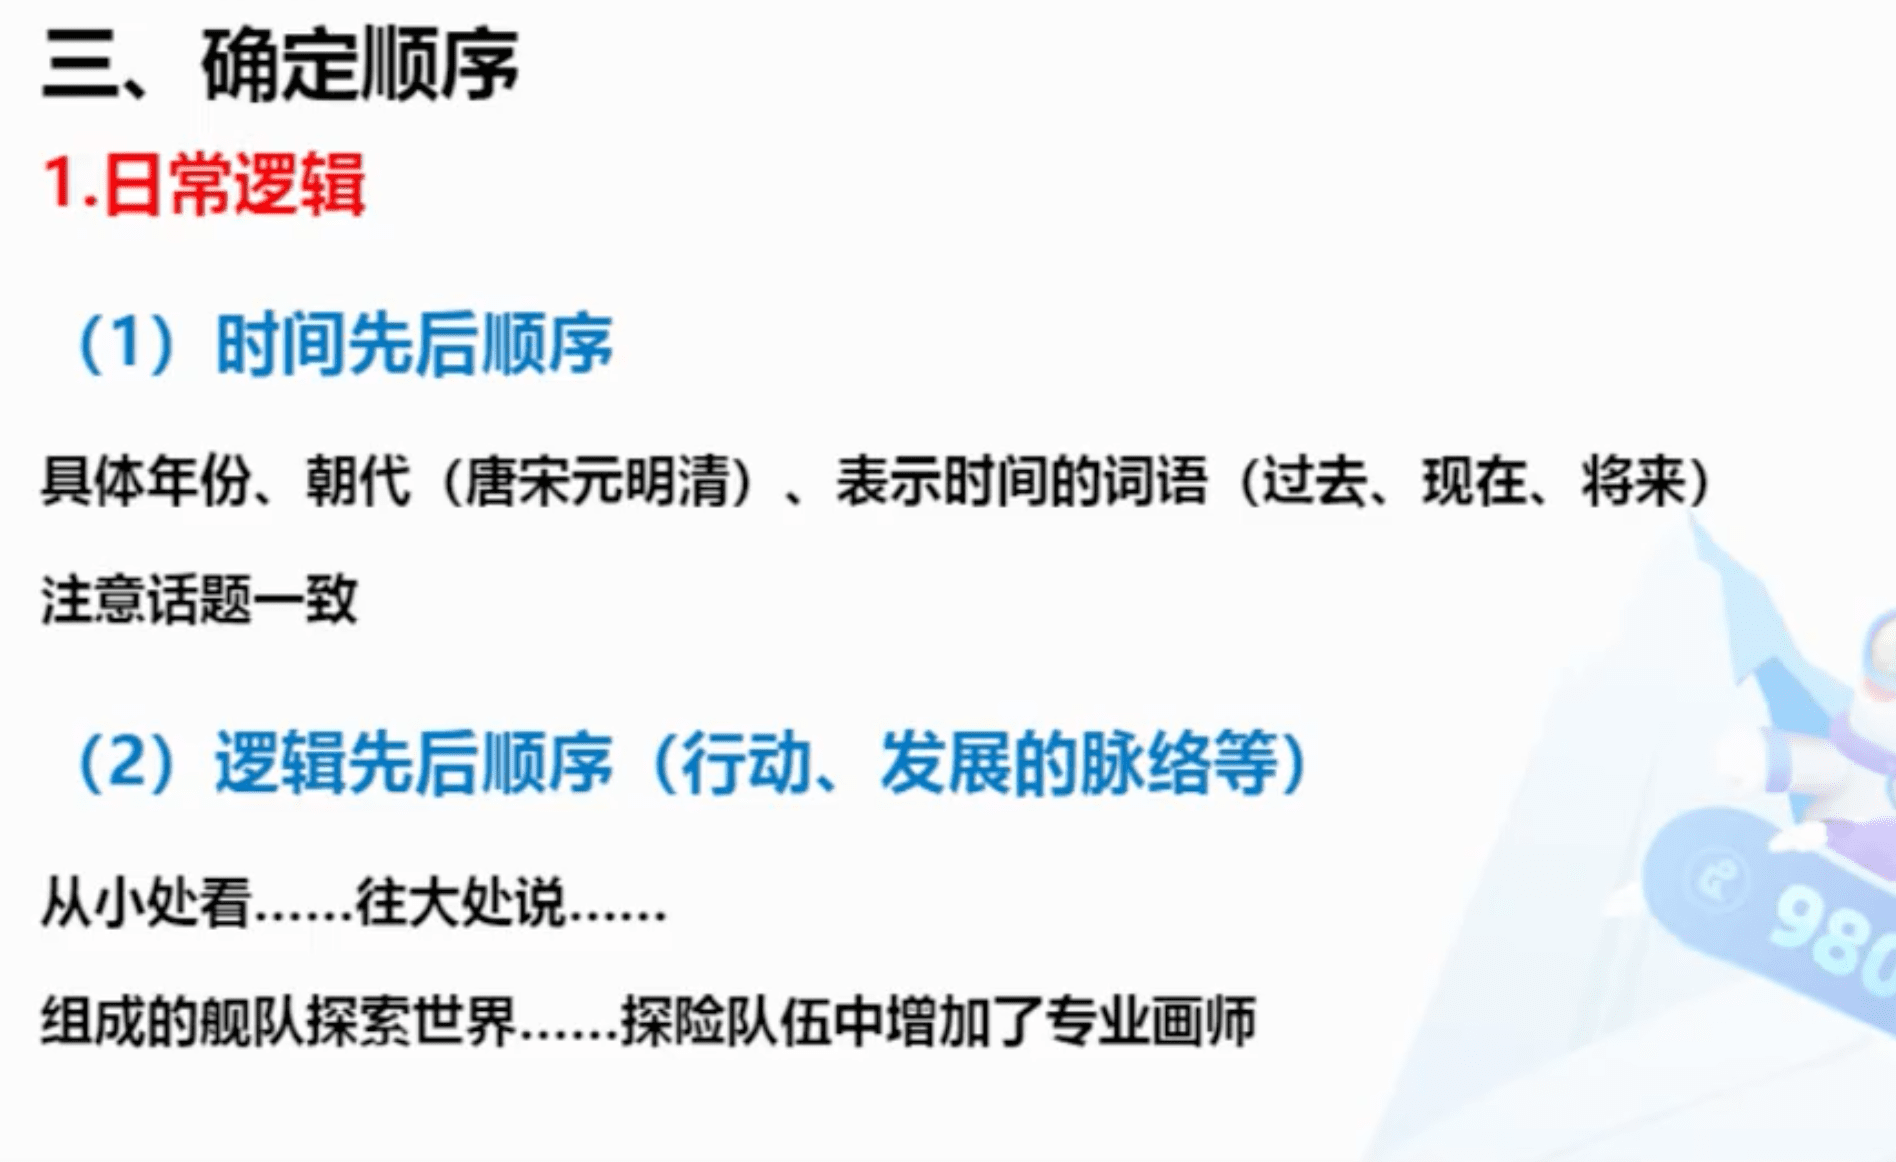 三、确定顺序
1.日常逻辑
（1）时间先后顺序
具体年份、朝代（唐宋元明清）、表示时间的词语（过去、现在、将来）
注意话题一致
（2）逻辑先后顺序（行动、发展的脉络等）
从小处看……往大处说……
组成的舰队探索世界……探险队伍中增加了专业画师
980